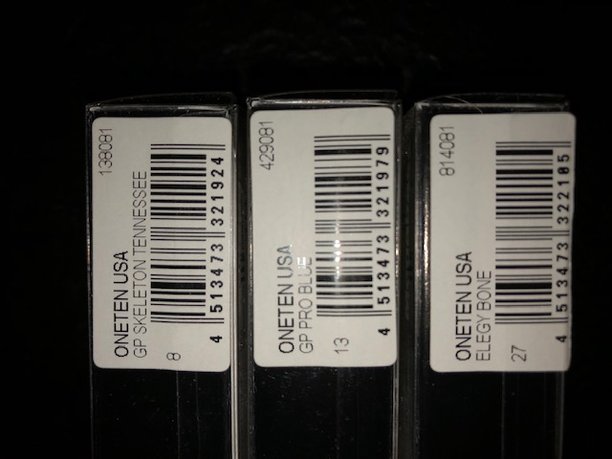 138081
ONETEN USA
GP SKELETON TENNESSEE
8
4 513473 321924
429081
ONETEN USA
GP PRO BLUE
13
4 513473 321979
814081
ONETEN USA
ELEGY BONE
27
4 513473 322105